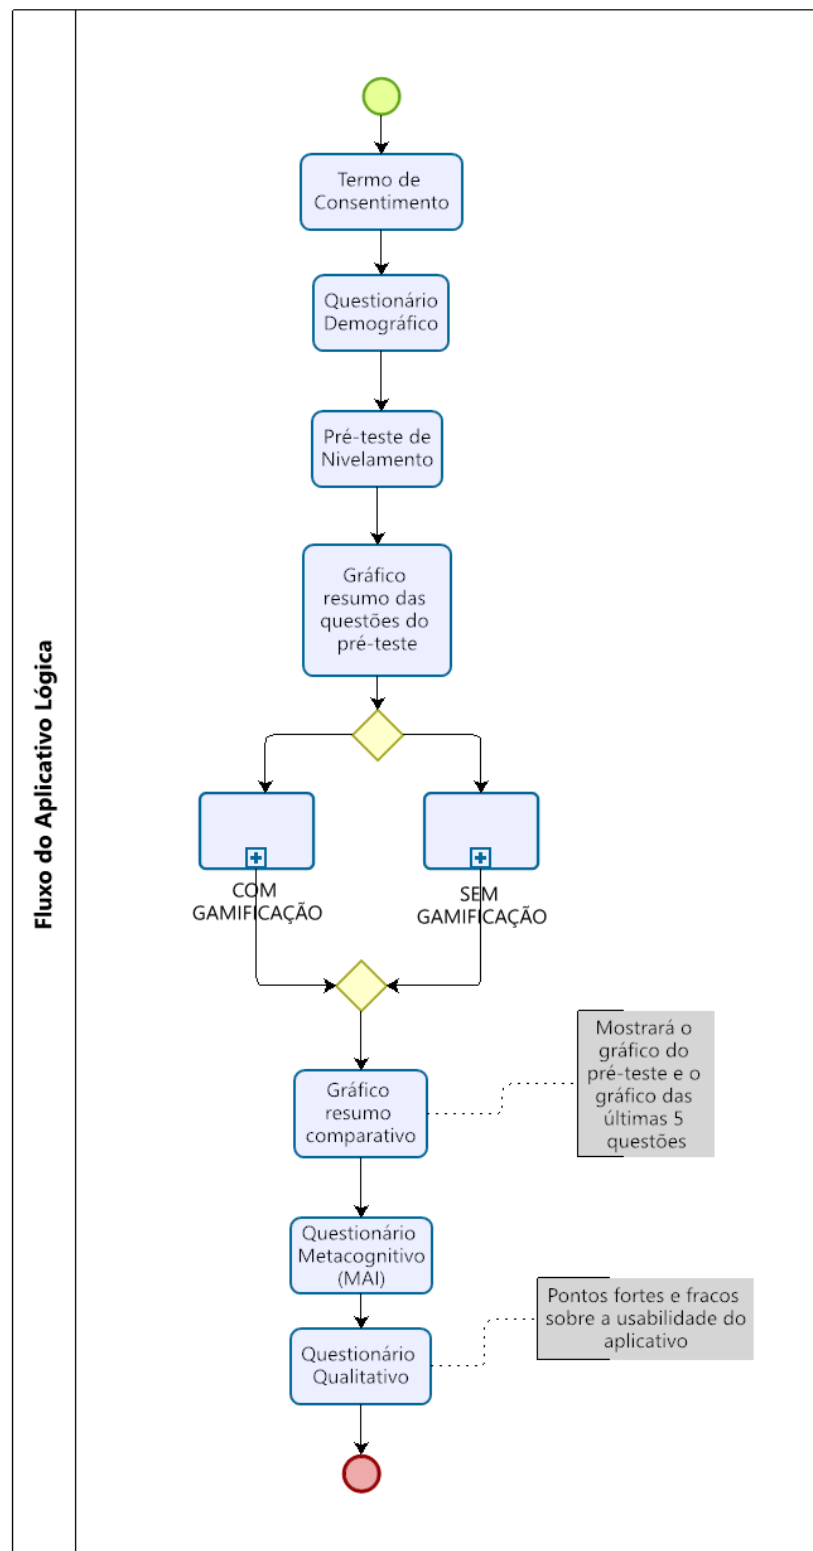 Fluxo do Aplicativo Lógica
Termo de
Consentimento
Questionário
Demográfico
Pré-teste de
Nivelamento
Gráfico
resumo das
questões do
pré-teste
COM
GAMIFICAÇÃO
SEM
GAMIFICAÇÃO
Gráfico
resumo
comparativo
Mostrará o
gráfico do
pré-teste e o
gráfico das
últimas 5
questões
Questionário
Metacognitivo
(MAI)
Questionário
Qualitativo
Pontos fortes e fracos
sobre a usabilidade do
aplicativo